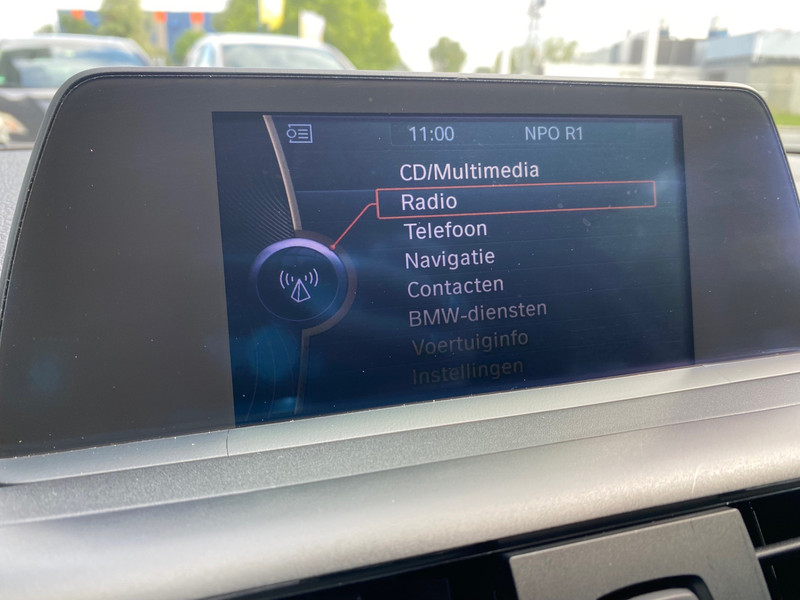 11:00 NPO R1
CD/Multimedia
Radio
Telefoon
Navigatie
Contacten
BMW-diensten
Voertuiginfo
Instellingen